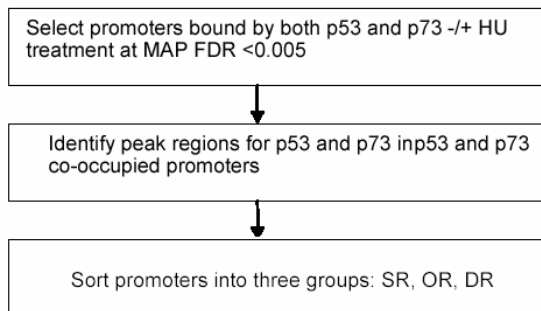 Select promoters bound by both p53 and p73 -/+ HU
treatment at MAP FDR <0.005
Identify peak regions for p53 and p73 inp53 and p73
co-occupied promoters
Sort promoters into three groups: SR, OR, DR